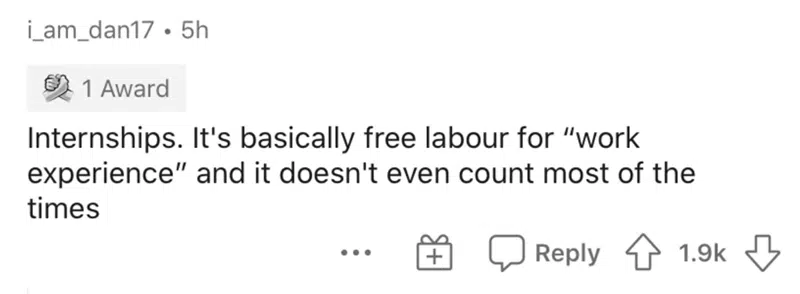 i_am_dan17 • 5h
1 Award
Internships. It's basically free labour for “work
experience” and it doesn't even count most of the
times
Reply 1.9k